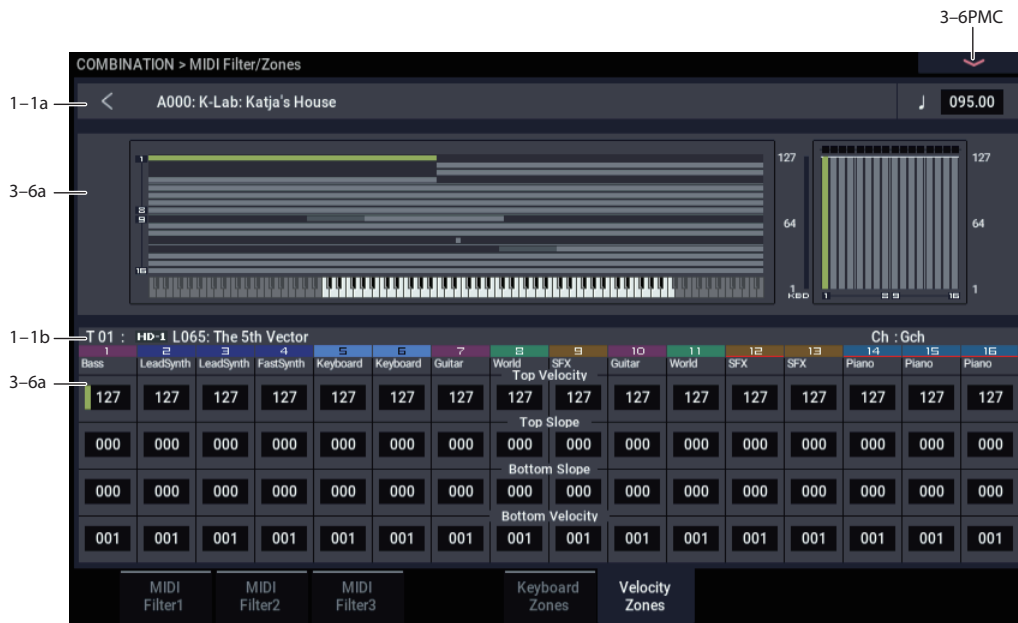 3–6PMC
COMBINATION > MIDI Filter/Zones
1–1a
A000: K-Lab: Katja's House
♩ 095.00
3–6a
1
8
9
16
127
64
1
KBD
1 8 9 16
127
64
1
1–1b
T 01 : HD-1 L065: The 5th Vector
Ch : Gch
1 2 3 4 5 6 7 8 9 10 11 12 13 14 15 16
Bass LeadSynth LeadSynth FastSynth Keyboard Keyboard Guitar World SFX Guitar World SFX SFX Piano Piano Piano
3–6a
Top Velocity
127 127 127 127 127 127 127 127 127 127 127 127 127 127 127 127
Top Slope
000 000 000 000 000 000 000 000 000 000 000 000 000 000 000 000
Bottom Slope
000 000 000 000 000 000 000 000 000 000 000 000 000 000 000 000
Bottom Velocity
001 001 001 001 001 001 001 001 001 001 001 001 001 001 001 001
MIDI
Filter1
MIDI
Filter2
MIDI
Filter3
Keyboard
Zones
Velocity
Zones